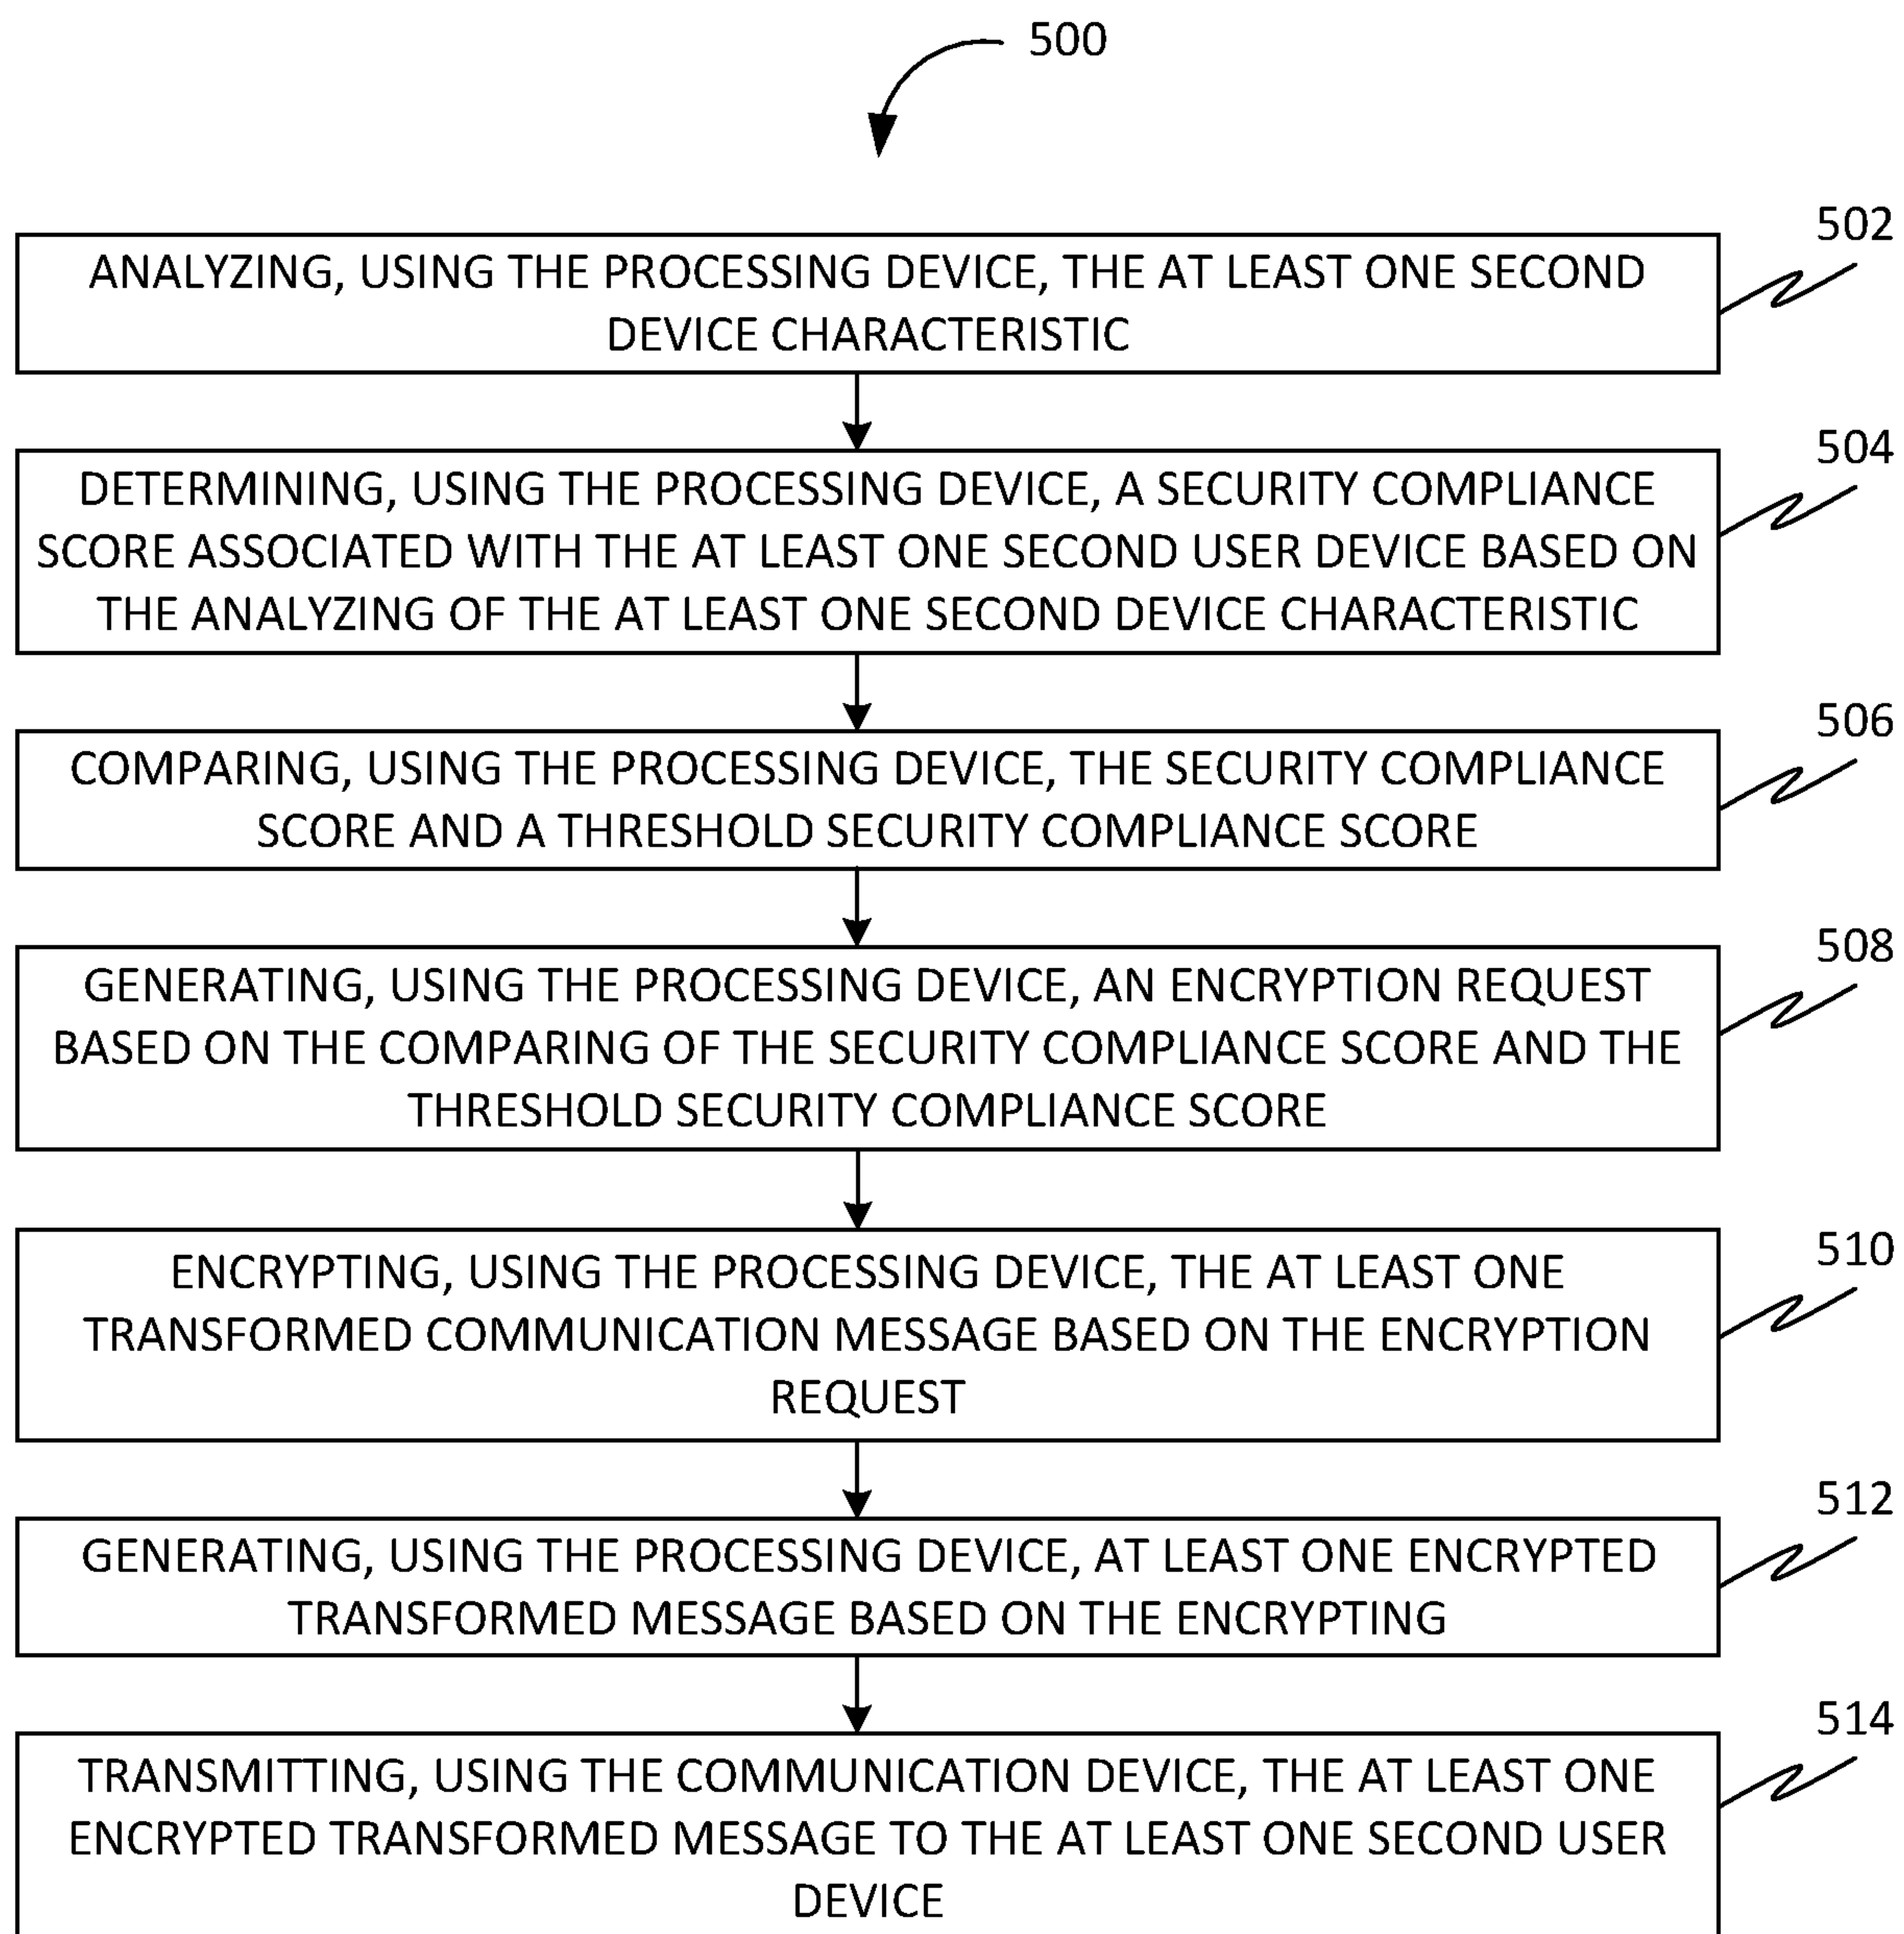 500
502
ANALYZING, USING THE PROCESSING DEVICE, THE AT LEAST ONE SECOND
DEVICE CHARACTERISTIC
504
DETERMINING, USING THE PROCESSING DEVICE, A SECURITY COMPLIANCE
SCORE ASSOCIATED WITH THE AT LEAST ONE SECOND USER DEVICE BASED ON
THE ANALYZING OF THE AT LEAST ONE SECOND DEVICE CHARACTERISTIC
506
COMPARING, USING THE PROCESSING DEVICE, THE SECURITY COMPLIANCE
SCORE AND A THRESHOLD SECURITY COMPLIANCE SCORE
508
GENERATING, USING THE PROCESSING DEVICE, AN ENCRYPTION REQUEST
BASED ON THE COMPARING OF THE SECURITY COMPLIANCE SCORE AND THE
THRESHOLD SECURITY COMPLIANCE SCORE
510
ENCRYPTING, USING THE PROCESSING DEVICE, THE AT LEAST ONE
TRANSFORMED COMMUNICATION MESSAGE BASED ON THE ENCRYPTION
REQUEST
512
GENERATING, USING THE PROCESSING DEVICE, AT LEAST ONE ENCRYPTED
TRANSFORMED MESSAGE BASED ON THE ENCRYPTING
514
TRANSMITTING, USING THE COMMUNICATION DEVICE, THE AT LEAST ONE
ENCRYPTED TRANSFORMED MESSAGE TO THE AT LEAST ONE SECOND USER
DEVICE